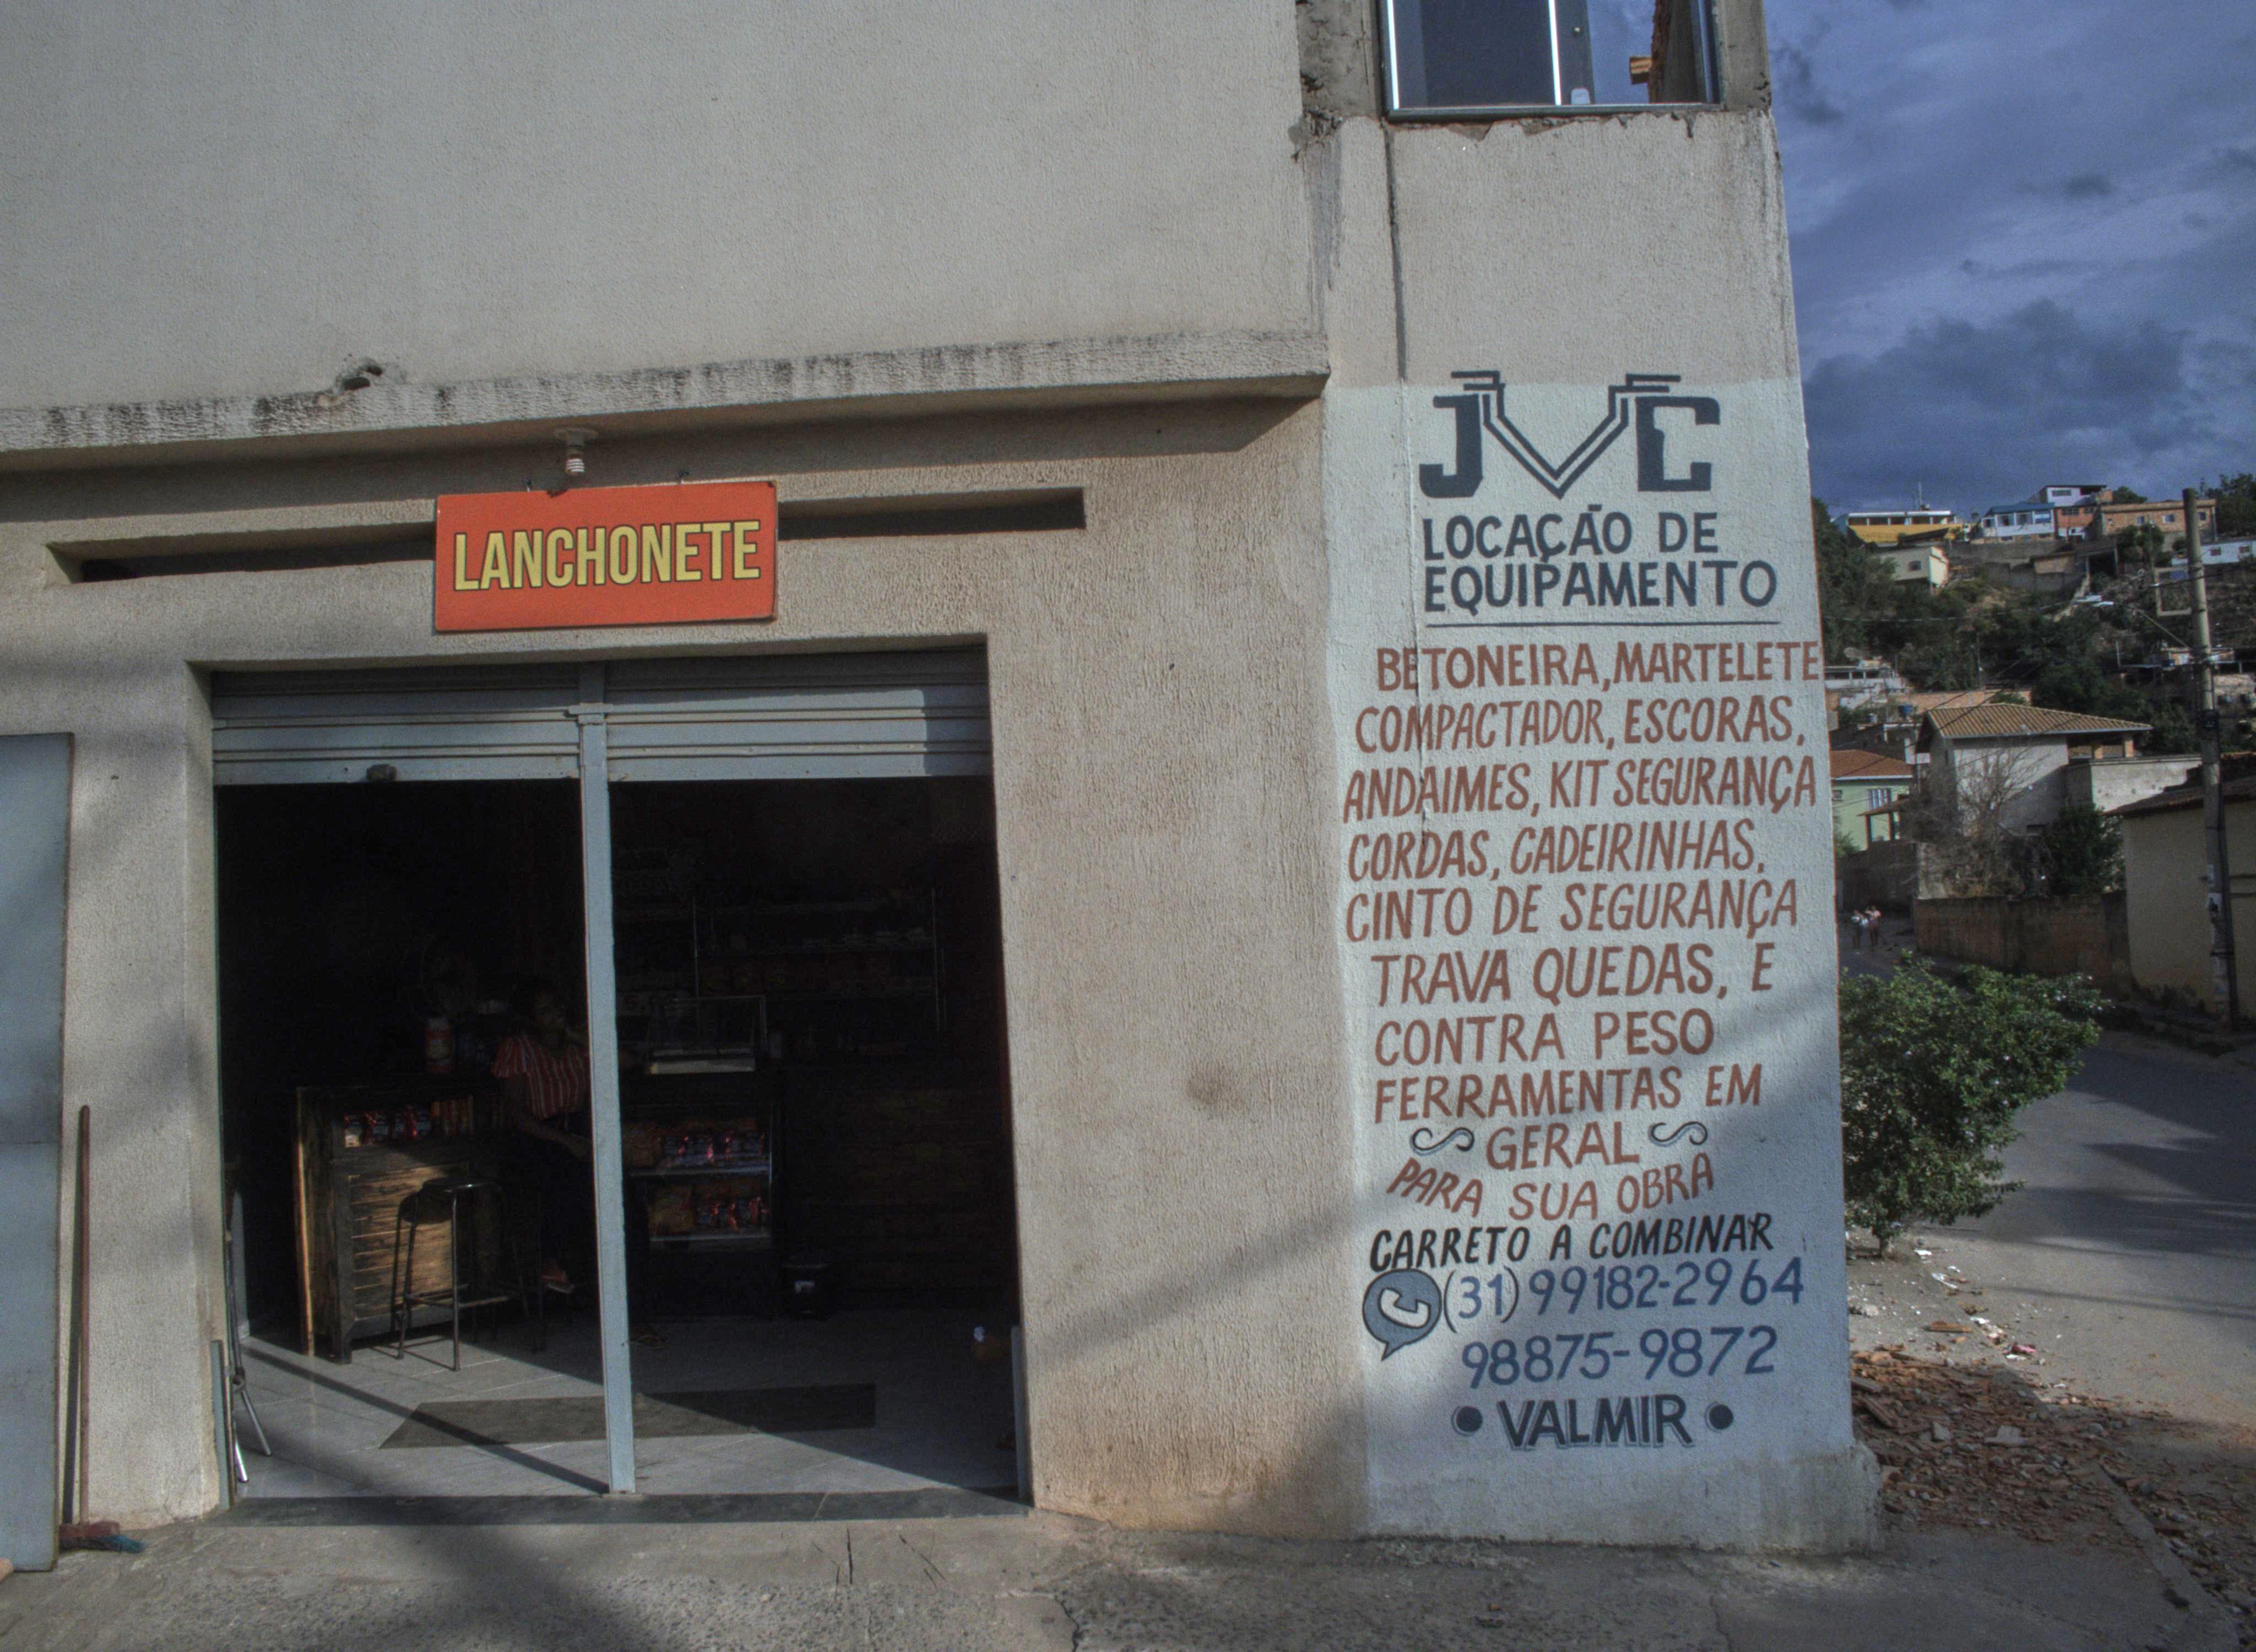 LANCHONETE
JVC
LOCAÇÃO DE
EQUIPAMENTO
BETONEIRA, MARTELETE
COMPACTADOR, ESCORAS,
ANDAIMES, KIT SEGURANÇA
CORDAS, CADEIRINHAS,
CINTO DE SEGURANÇA
TRAVA QUEDAS, E
CONTRA PESO
FERRAMENTAS EM
GERAL
PARA SUA OBRA
CARRETO A COMBINAR
(31) 99182-2964
98875-9872
• VALMIR •